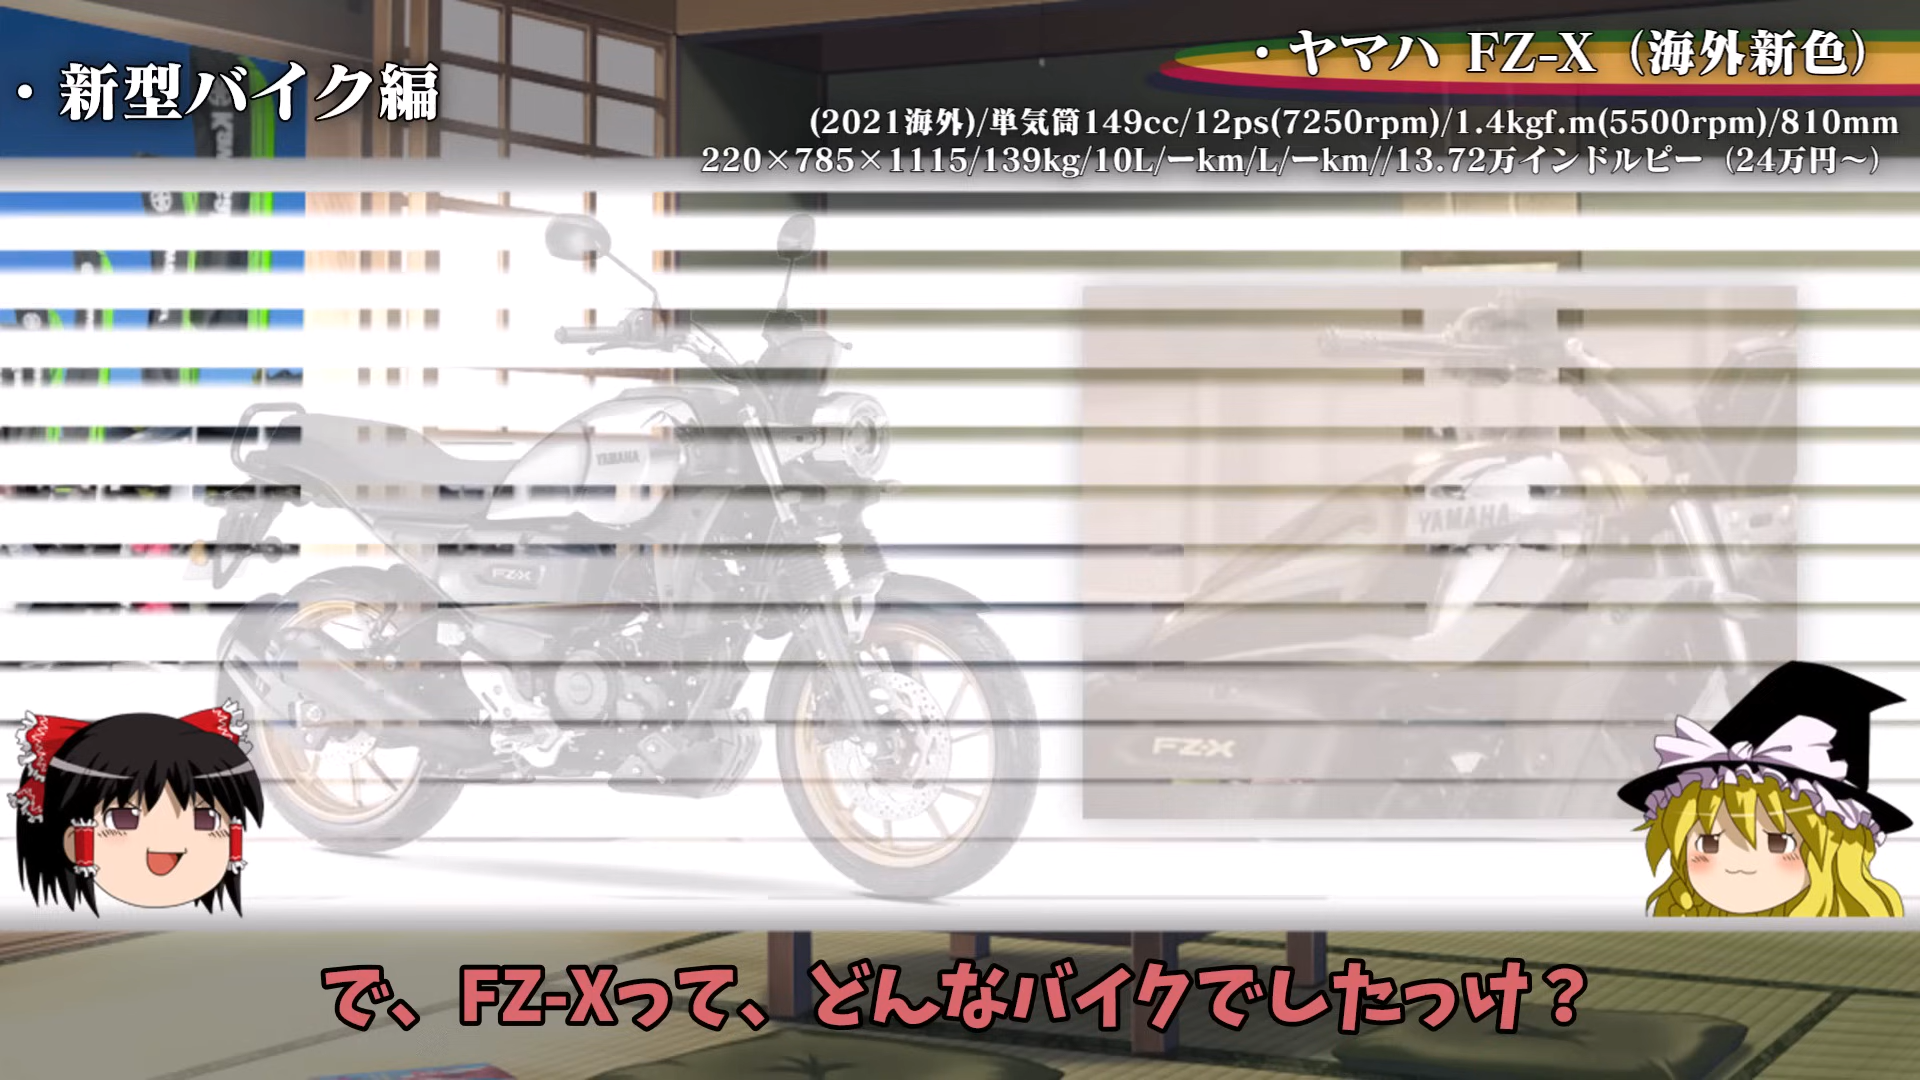 ・新型バイク編
・ヤマハ FZ-X（海外新色）
(2021海外)/単気筒149cc/12ps(7250rpm)/1.4kgf.m(5500rpm)/810mm
220×785×1115/139kg/10L/ーkm/L/ーkm//13.72万インドルピー（24万円～）
YAMAHA
YAMAHA
FZ-X
FZ-X
で、FZ-Xって、どんなバイクでしたっけ？